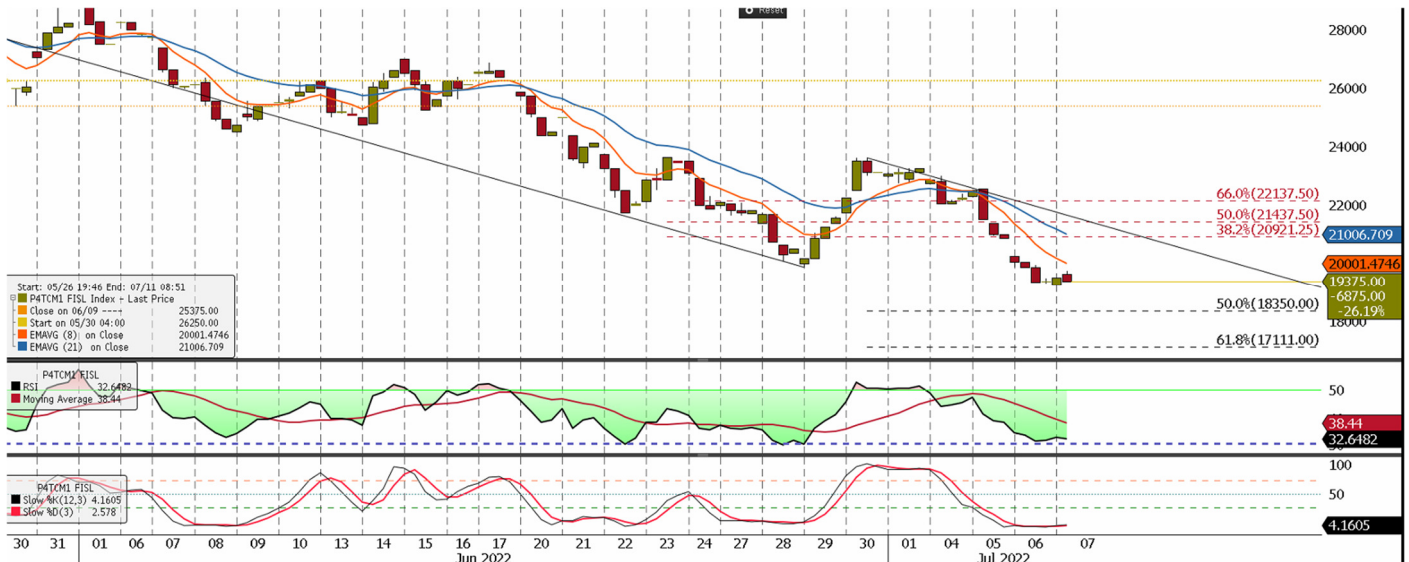 Reset
28000
26000
24000
22000
18000
66.0%(22137.50)
50.0%(21437.50)
38.2%(20921.25)
21006.709
20001.4746
19375.00
-6875.00
-26.19%
50.0%(18350.00)
61.8%(17111.00)
Start: 05/26 19:46 End: 07/11 08:51
P4TCM1 FISL Index - Last Price
Close on 06/09 ---- 25375.00
Start on 05/30 04:00 26250.00
EMAVG (8) on Close 20001.4746
EMAVG (21) on Close 21006.709
P4TCM1 FISL
RSI 32.6482
Moving Average 38.44
50
38.44
32.6482
P4TCM1 FISL
Slow %K(12,3) 4.1605
Slow %D(3) 2.578
100
50
4.1605
30 31 01 06 07 08 09 10 13 14 15 16 17 20 21 22 23 24 27 28 29 30 01 04 05 06 07
Jun 2022 Jul 2022